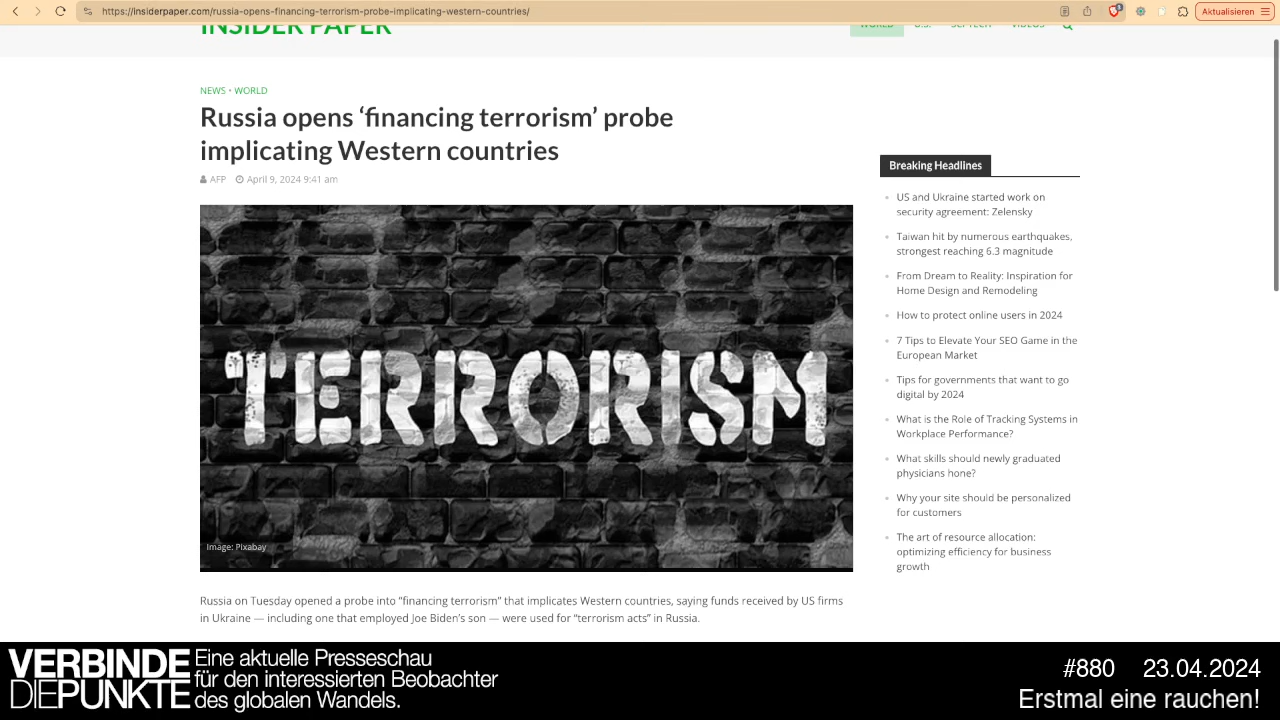 https://insiderpaper.com/russia-opens-financing-terrorism-probe-implicating-western-countries/
Aktualisieren
INSIDER PAPER
WORLD U.S. SCI TECH VIDEOS
NEWS • WORLD
Russia opens ‘financing terrorism’ probe
implicating Western countries
AFP April 9, 2024 9:41 am
TERRORISM
Image: Pixabay
Russia on Tuesday opened a probe into “financing terrorism” that implicates Western countries, saying funds received by US firms
in Ukraine — including one that employed Joe Biden’s son — were used for “terrorism acts” in Russia.
Breaking Headlines
US and Ukraine started work on
security agreement: Zelensky
Taiwan hit by numerous earthquakes,
strongest reaching 6.3 magnitude
From Dream to Reality: Inspiration for
Home Design and Remodeling
How to protect online users in 2024
7 Tips to Elevate Your SEO Game in the
European Market
Tips for governments that want to go
digital by 2024
What is the Role of Tracking Systems in
Workplace Performance?
What skills should newly graduated
physicians hone?
Why your site should be personalized
for customers
The art of resource allocation:
optimizing efficiency for business
growth
VERBINDE
DIEPUNKTE
Eine aktuelle Presseschau
für den interessierten Beobachter
des globalen Wandels.
#880 23.04.2024
Erstmal eine rauchen!